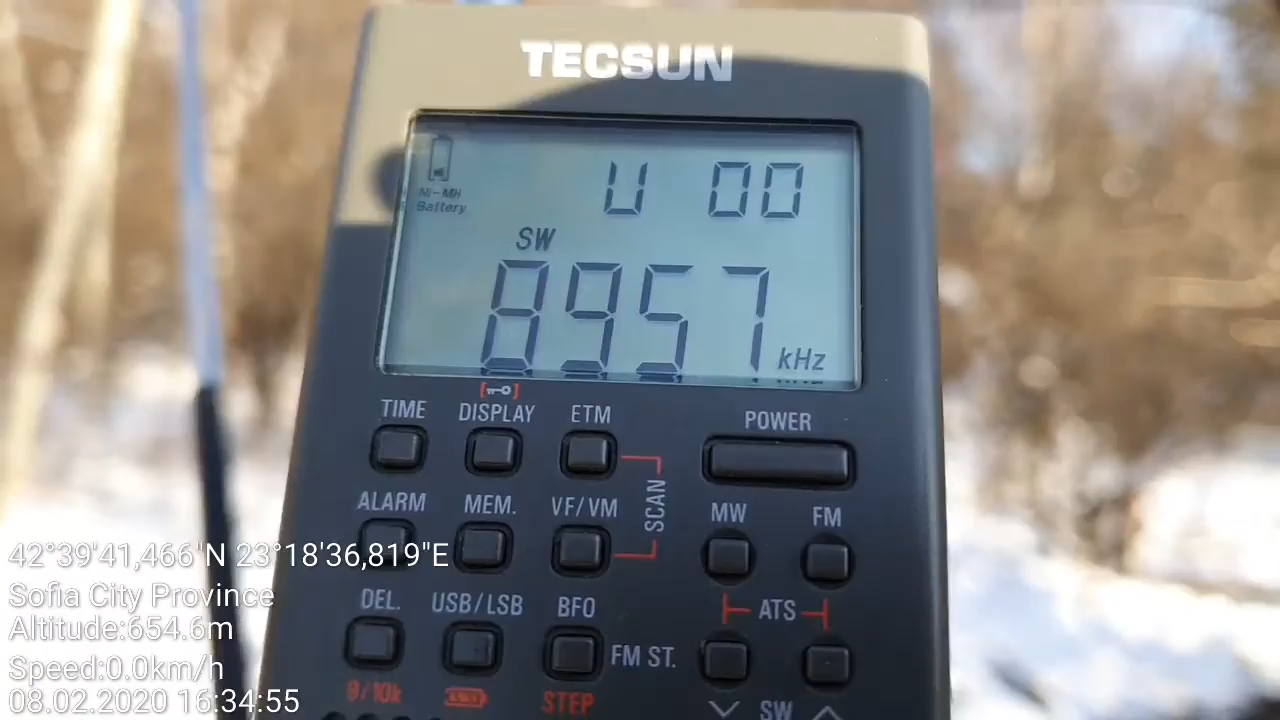 TECSUN
U 00
Ni-MH
Battery
SW
8957 kHz
TIME DISPLAY ETM POWER
ALARM MEM. VF/VM SCAN MW FM
42°39'41,466"N 23°18'36,819"E
Sofia City Province
DEL. USB/LSB BFO ATS
Altitude:654.6m
FM ST.
Speed:0.0km/h
9/10k STEP SW
08.02.2020 16:34:55